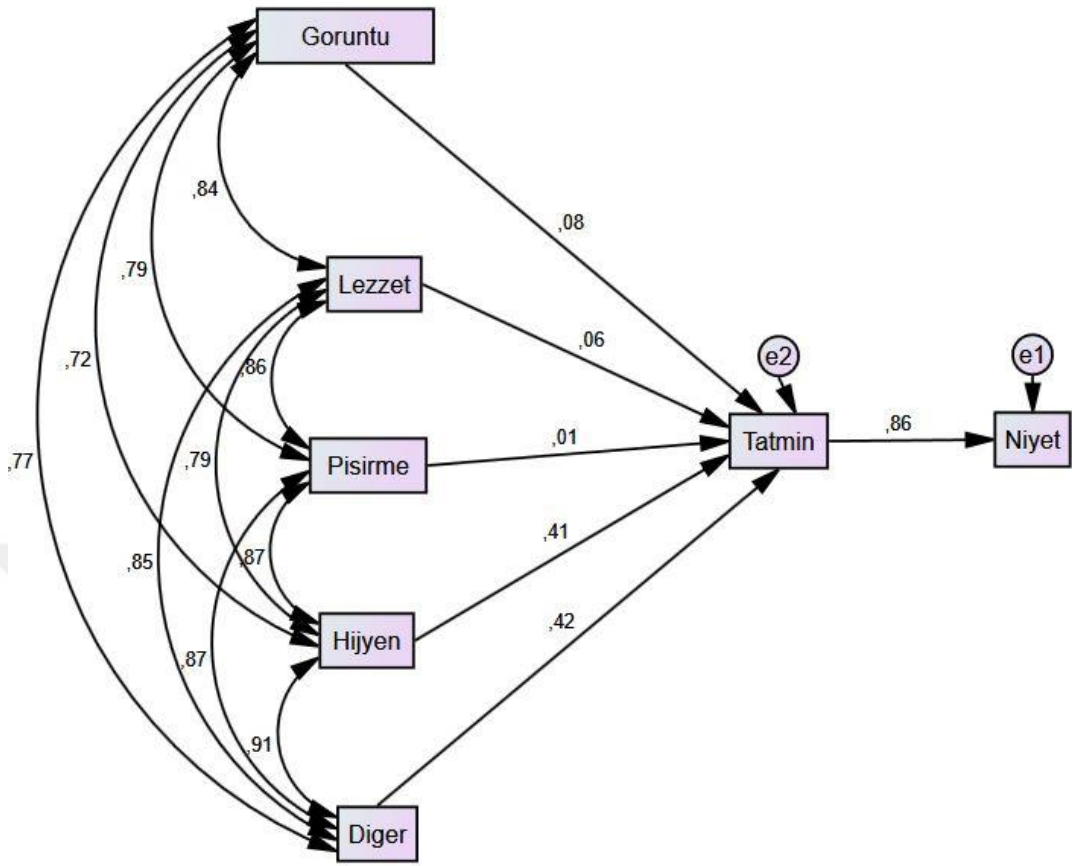 Goruntu
,84
,08
,79
Lezzet
,72
,06
,86
e2
e1
,79
Pisirme
,01
Tatmin
,86
Niyet
,77
,85
,87
,41
Hijyen
,87
,42
,91
Diger